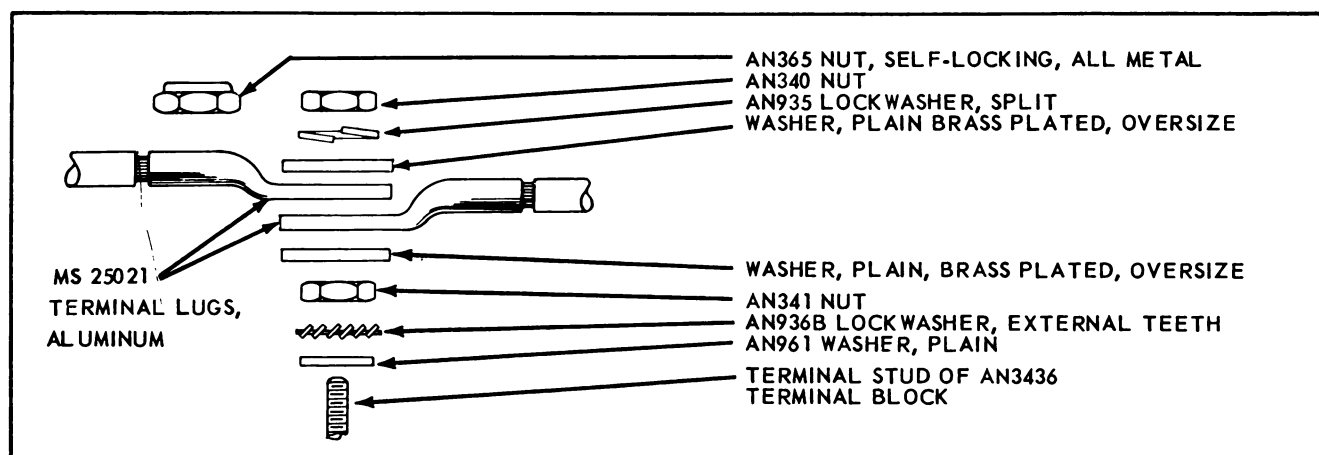 AN365 NUT, SELF-LOCKING, ALL METAL
AN340 NUT
AN935 LOCKWASHER, SPLIT
WASHER, PLAIN BRASS PLATED, OVERSIZE
MS 25021
TERMINAL LUGS,
ALUMINUM
WASHER, PLAIN, BRASS PLATED, OVERSIZE
AN341 NUT
AN936B LOCKWASHER, EXTERNAL TEETH
AN961 WASHER, PLAIN
TERMINAL STUD OF AN3436
TERMINAL BLOCK